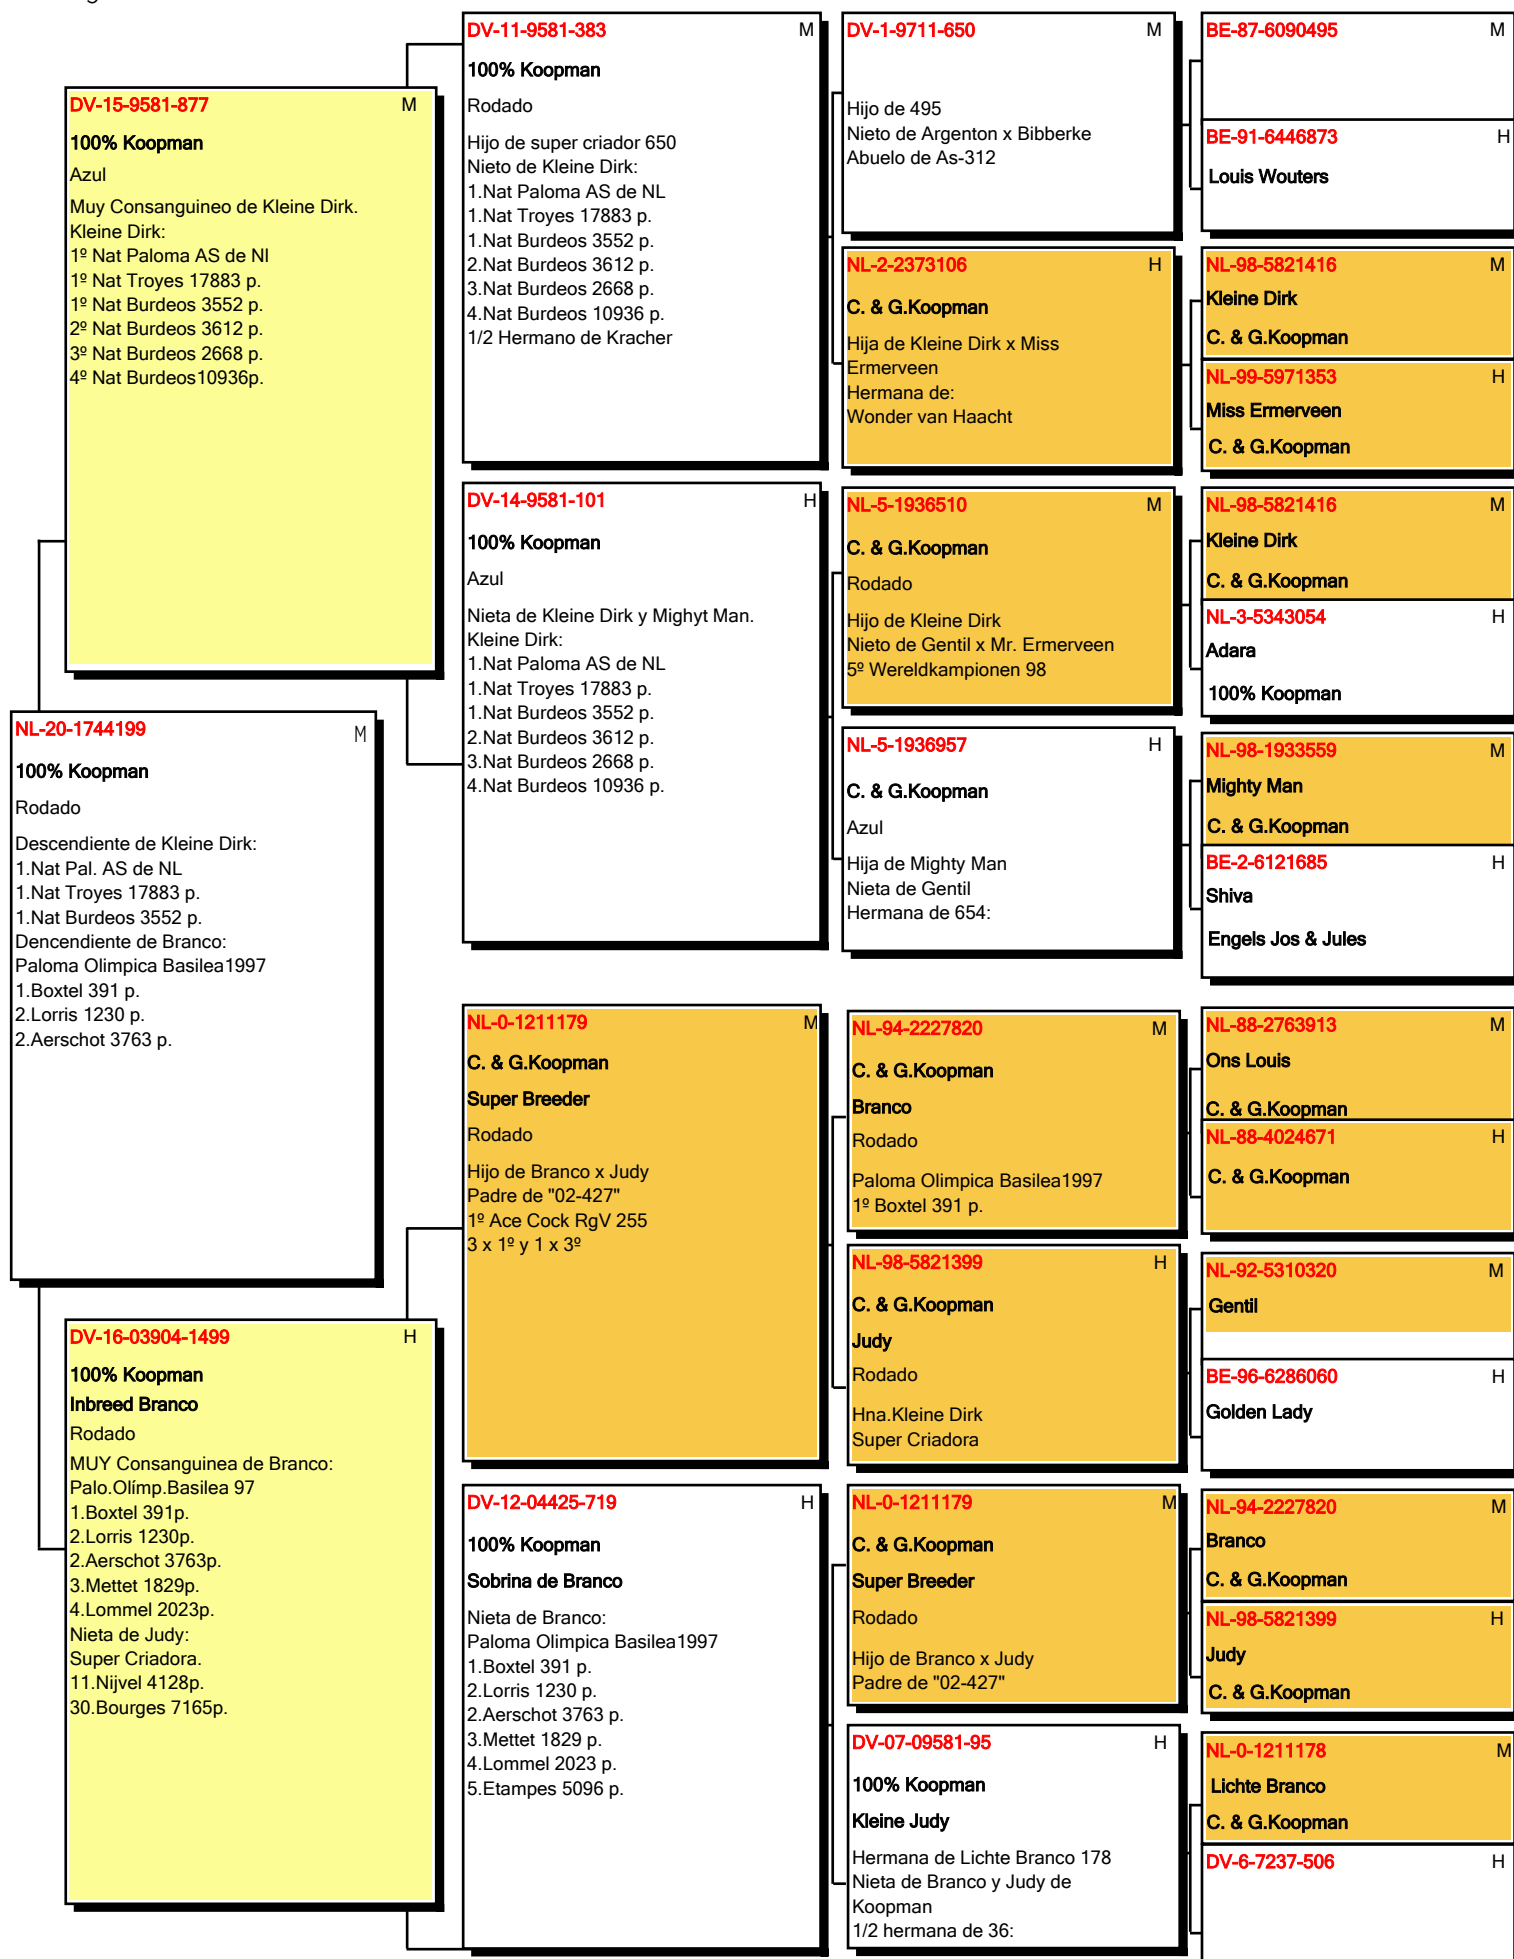 NL-20-1744199 M
100% Koopman
Rodado
Descendiente de Kleine Dirk:
1.Nat Pal. AS de NL
1.Nat Troyes 17883 p.
1.Nat Burdeos 3552 p.
Dencendiente de Branco:
Paloma Olimpica Basilea1997
1.Boxtel 391 p.
2.Lorris 1230 p.
2.Aerschot 3763 p.
DV-15-9581-877 M
100% Koopman
Azul
Muy Consanguineo de Kleine Dirk.
Kleine Dirk:
1º Nat Paloma AS de Nl
1º Nat Troyes 17883 p.
1º Nat Burdeos 3552 p.
2º Nat Burdeos 3612 p.
3º Nat Burdeos 2668 p.
4º Nat Burdeos10936p.
DV-16-03904-1499 H
100% Koopman
Inbreed Branco
Rodado
MUY Consanguinea de Branco:
Palo.Olímp.Basilea 97
1.Boxtel 391p.
2.Lorris 1230p.
2.Aerschot 3763p.
3.Mettet 1829p.
4.Lommel 2023p.
Nieta de Judy:
Super Criadora.
11.Nijvel 4128p.
30.Bourges 7165p.
DV-11-9581-383 M
100% Koopman
Rodado
Hijo de super criador 650
Nieto de Kleine Dirk:
1.Nat Paloma AS de NL
1.Nat Troyes 17883 p.
1.Nat Burdeos 3552 p.
2.Nat Burdeos 3612 p.
3.Nat Burdeos 2668 p.
4.Nat Burdeos 10936 p.
1/2 Hermano de Kracher
DV-14-9581-101 H
100% Koopman
Azul
Nieta de Kleine Dirk y Mighyt Man.
Kleine Dirk:
1.Nat Paloma AS de NL
1.Nat Troyes 17883 p.
1.Nat Burdeos 3552 p.
2.Nat Burdeos 3612 p.
3.Nat Burdeos 2668 p.
4.Nat Burdeos 10936 p.
NL-0-1211179 M
C. & G.Koopman
Super Breeder
Rodado
Hijo de Branco x Judy
Padre de "02-427"
1º Ace Cock RgV 255
3 x 1º y 1 x 3º
DV-12-04425-719 H
100% Koopman
Sobrina de Branco
Nieta de Branco:
Paloma Olimpica Basilea1997
1.Boxtel 391 p.
2.Lorris 1230 p.
2.Aerschot 3763 p.
3.Mettet 1829 p.
4.Lommel 2023 p.
5.Etampes 5096 p.
DV-1-9711-650 M
Hijo de 495
Nieto de Argenton x Bibberke
Abuelo de As-312
NL-2-2373106 H
C. & G.Koopman
Hija de Kleine Dirk x Miss
Ermerveen
Hermana de:
Wonder van Haacht
NL-5-1936510 M
C. & G.Koopman
Rodado
Hijo de Kleine Dirk
Nieto de Gentil x Mr. Ermerveen
5º Wereldkampionen 98
NL-5-1936957 H
C. & G.Koopman
Azul
Hija de Mighty Man
Nieta de Gentil
Hermana de 654:
NL-94-2227820 M
C. & G.Koopman
Branco
Rodado
Paloma Olimpica Basilea1997
1º Boxtel 391 p.
NL-98-5821399 H
C. & G.Koopman
Judy
Rodado
Hna.Kleine Dirk
Super Criadora
NL-0-1211179 M
C. & G.Koopman
Super Breeder
Rodado
Hijo de Branco x Judy
Padre de "02-427"
DV-07-09581-95 H
100% Koopman
Kleine Judy
Hermana de Lichte Branco 178
Nieta de Branco y Judy de
Koopman
1/2 hermana de 36:
BE-87-6090495 M
BE-91-6446873 H
Louis Wouters
NL-98-5821416 M
Kleine Dirk
C. & G.Koopman
NL-99-5971353 H
Miss Ermerveen
C. & G.Koopman
NL-98-5821416 M
Kleine Dirk
C. & G.Koopman
NL-3-5343054 H
Adara
100% Koopman
NL-98-1933559 M
Mighty Man
C. & G.Koopman
BE-2-6121685 H
Shiva
Engels Jos & Jules
NL-88-2763913 M
Ons Louis
C. & G.Koopman
NL-88-4024671 H
C. & G.Koopman
NL-92-5310320 M
Gentil
BE-96-6286060 H
Golden Lady
NL-94-2227820 M
Branco
C. & G.Koopman
NL-98-5821399 H
Judy
C. & G.Koopman
NL-0-1211178 M
Lichte Branco
C. & G.Koopman
DV-6-7237-506 H